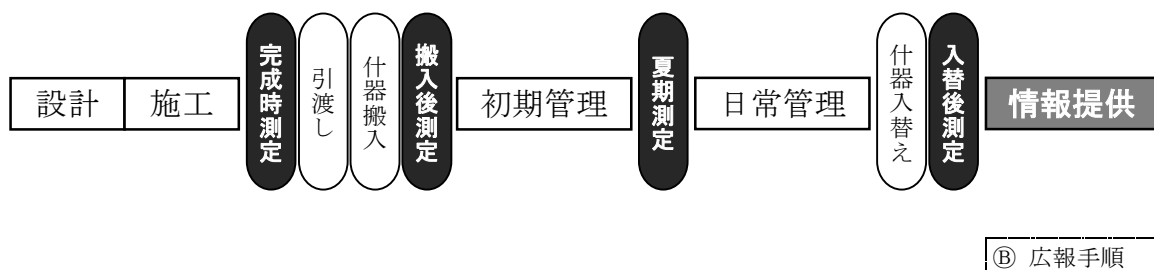 設計
施工
完成時測定
引渡し
什器搬入
搬入後測定
初期管理
夏期測定
日常管理
什器入替え
入替後測定
情報提供
Ⓑ 広報手順